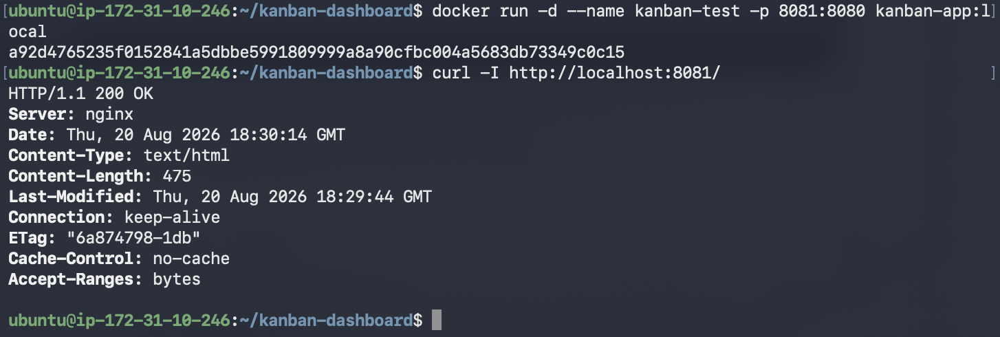 [ubuntu@ip-172-31-10-246:~/kanban-dashboard$ docker run -d --name kanban-test -p 8081:8080 kanban-app:l]
ocal
a92d4765235f0152841a5dbbe5991809999a8a90cfbc004a5683db73349c0c15
[ubuntu@ip-172-31-10-246:~/kanban-dashboard$ curl -I http://localhost:8081/ ]
HTTP/1.1 200 OK
Server: nginx
Date: Thu, 20 Aug 2026 18:30:14 GMT
Content-Type: text/html
Content-Length: 475
Last-Modified: Thu, 20 Aug 2026 18:29:44 GMT
Connection: keep-alive
ETag: "6a874798-1db"
Cache-Control: no-cache
Accept-Ranges: bytes
ubuntu@ip-172-31-10-246:~/kanban-dashboard$